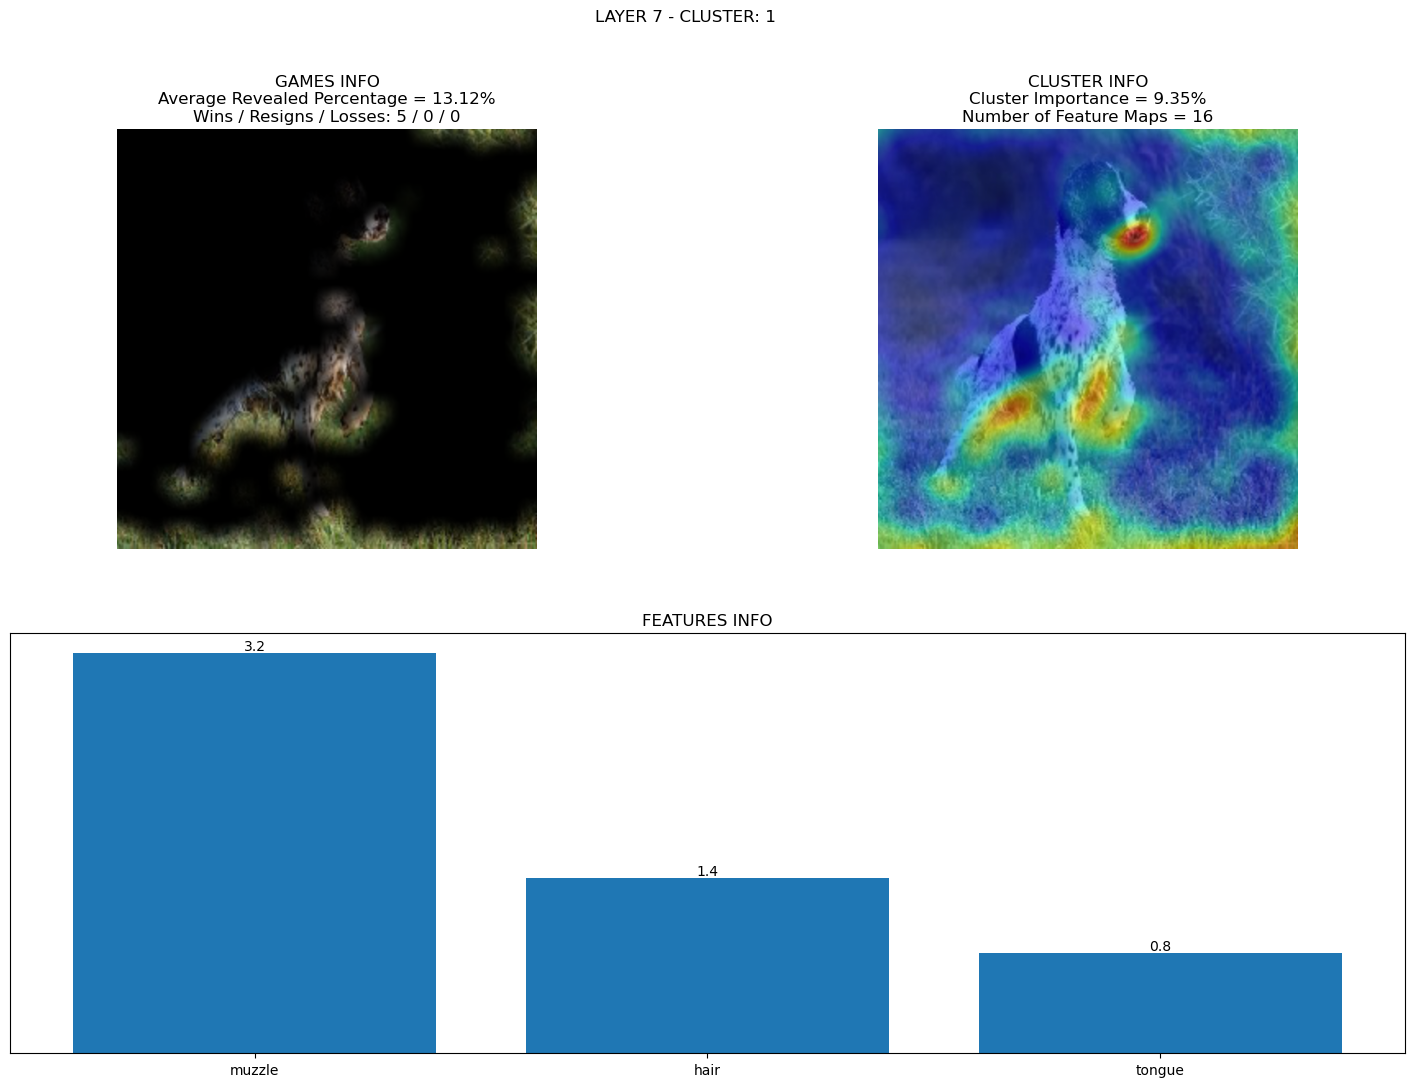 LAYER 7 - CLUSTER: 1
GAMES INFO
Average Revealed Percentage = 13.12%
Wins / Resigns / Losses: 5 / 0 / 0
CLUSTER INFO
Cluster Importance = 9.35%
Number of Feature Maps = 16
FEATURES INFO
3.2
1.4
0.8
muzzle
hair
tongue